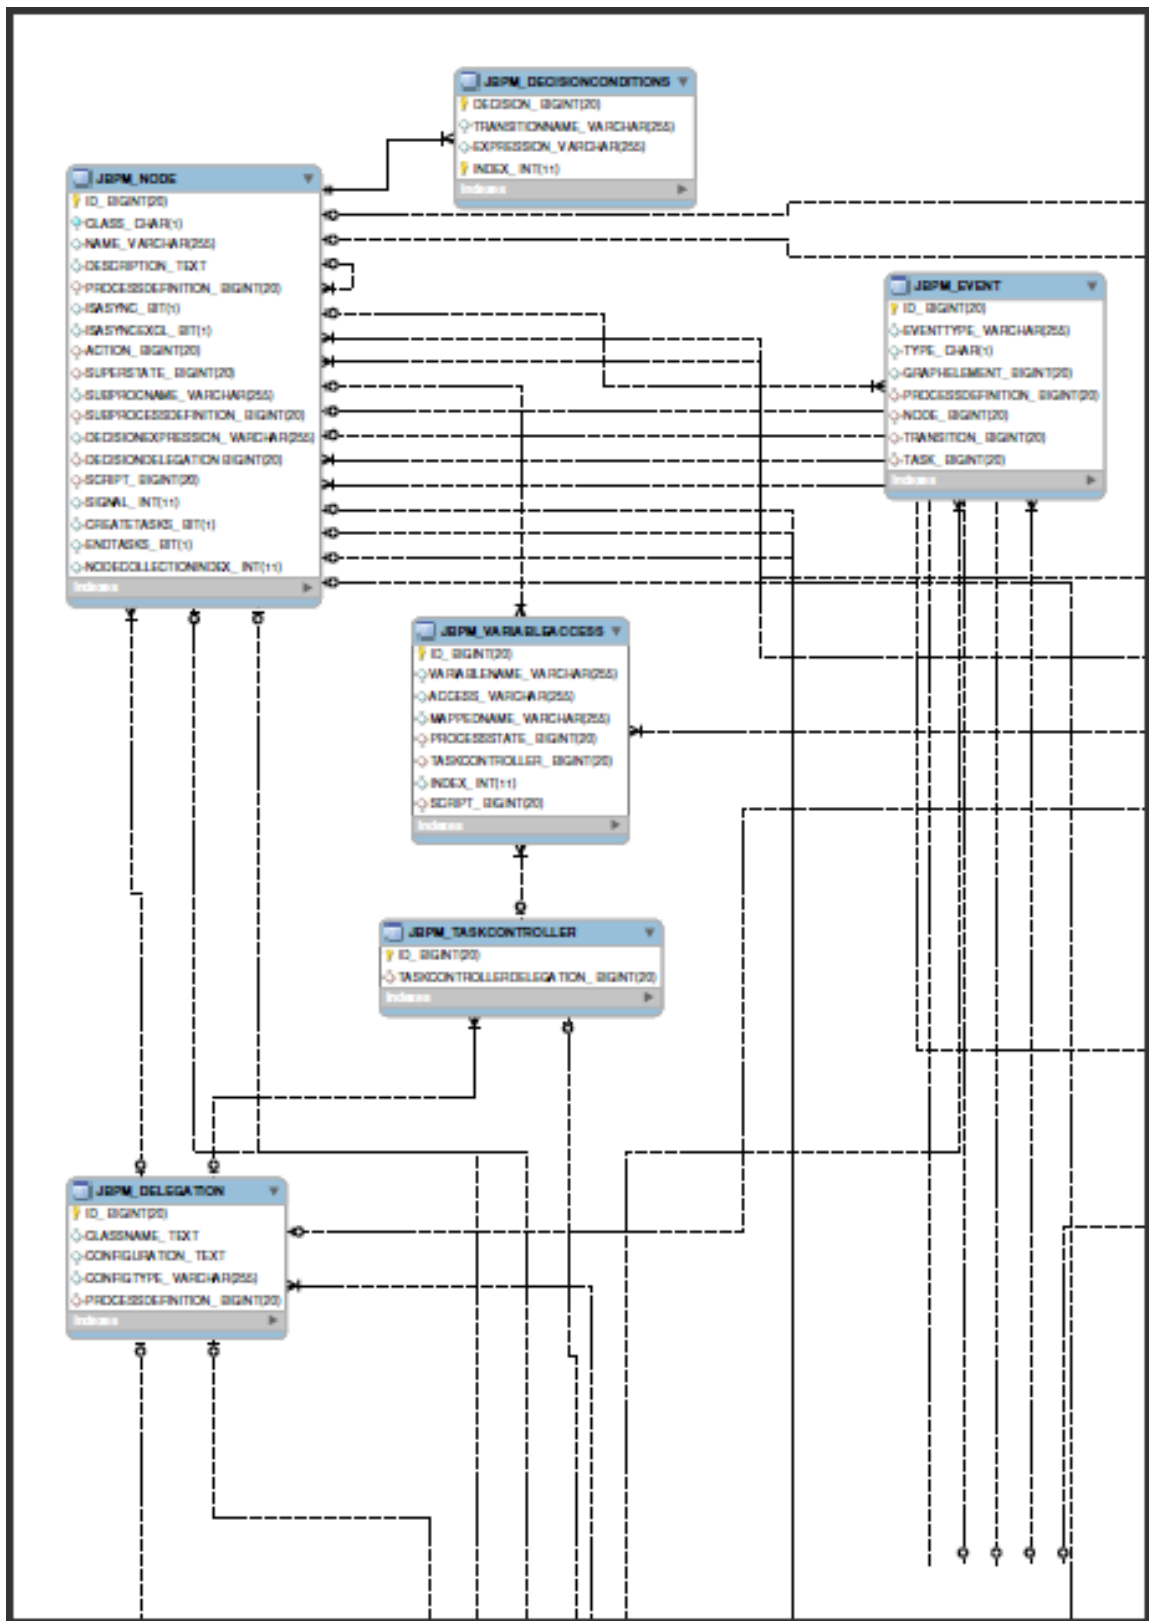 JBPM_DECISIONCONDITIONS
DECISION_ BIGINT(20)
TRANSITIONNAME_ VARCHAR(255)
EXPRESSION_ VARCHAR(255)
INDEX_ INT(11)
Indexes
JBPM_NODE
ID_ BIGINT(20)
CLASS_ CHAR(1)
NAME_ VARCHAR(255)
DESCRIPTION_ TEXT
PROCESSDEFINITION_ BIGINT(20)
ISASYNC_ BIT(1)
ISASYNCEXCL_ BIT(1)
ACTION_ BIGINT(20)
SUPERSTATE_ BIGINT(20)
SUBPROCNAME_ VARCHAR(255)
SUBPROCESSDEFINITION_ BIGINT(20)
DECISIONEXPRESSION_ VARCHAR(255)
DECISIONDELEGATION BIGINT(20)
SCRIPT_ BIGINT(20)
SIGNAL_ INT(11)
CREATETASKS_ BIT(1)
ENDTASKS_ BIT(1)
NODECOLLECTIONINDEX_ INT(11)
Indexes
JBPM_EVENT
ID_ BIGINT(20)
EVENTTYPE_ VARCHAR(255)
TYPE_ CHAR(1)
GRAPHELEMENT_ BIGINT(20)
PROCESSDEFINITION_ BIGINT(20)
NODE_ BIGINT(20)
TRANSITION_ BIGINT(20)
TASK_ BIGINT(20)
Indexes
JBPM_VARIABLEACCESS
ID_ BIGINT(20)
VARIABLENAME_ VARCHAR(255)
ACCESS_ VARCHAR(255)
MAPPEDNAME_ VARCHAR(255)
PROCESSSTATE_ BIGINT(20)
TASKCONTROLLER_ BIGINT(20)
INDEX_ INT(11)
SCRIPT_ BIGINT(20)
Indexes
JBPM_TASKCONTROLLER
ID_ BIGINT(20)
TASKCONTROLLERDELEGATION_ BIGINT(20)
Indexes
JBPM_DELEGATION
ID_ BIGINT(20)
CLASSNAME_ TEXT
CONFIGURATION_ TEXT
CONFIGTYPE_ VARCHAR(255)
PROCESSDEFINITION_ BIGINT(20)
Indexes